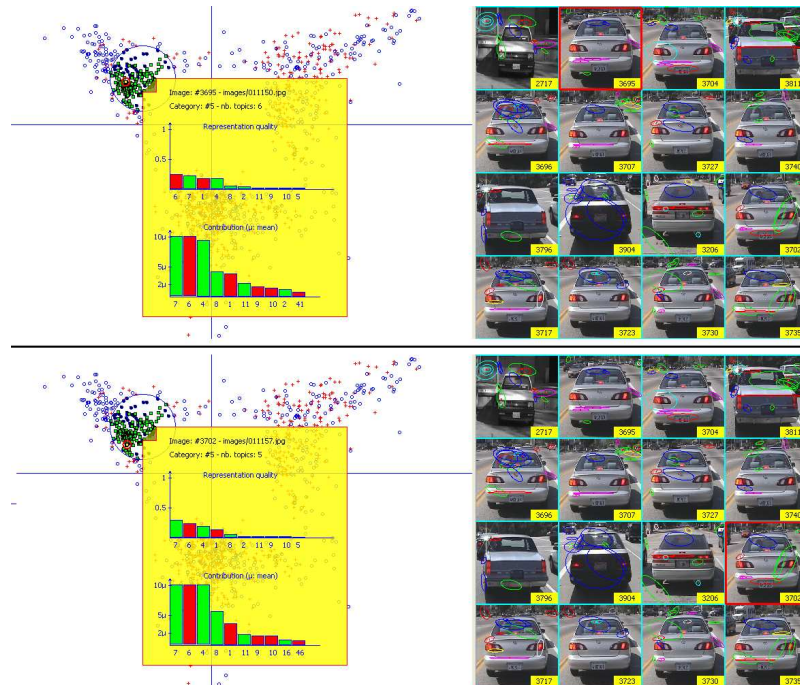 Image: #3695 - images/011150.jpg
Category: #5 - nb. topics: 6
Representation quality
1
0.5
6 7 1 4 8 2 11 9 10 5
Contribution (μ: mean)
10μ
5μ
2μ
7 6 4 8 1 11 9 10 2 41
2717 3695 3704 3811
3696 3707 3727 3740
3796 3904 3206 3702
3717 3723 3730 3735
Image: #3702 - images/011157.jpg
Category: #5 - nb. topics: 5
Representation quality
1
0.5
7 6 4 1 8 2 11 9 10 5
Contribution (μ: mean)
10μ
5μ
2μ
7 6 4 8 1 11 9 10 16 46
2717 3695 3704 3811
3696 3707 3727 3740
3796 3904 3206 3702
3717 3723 3730 3735